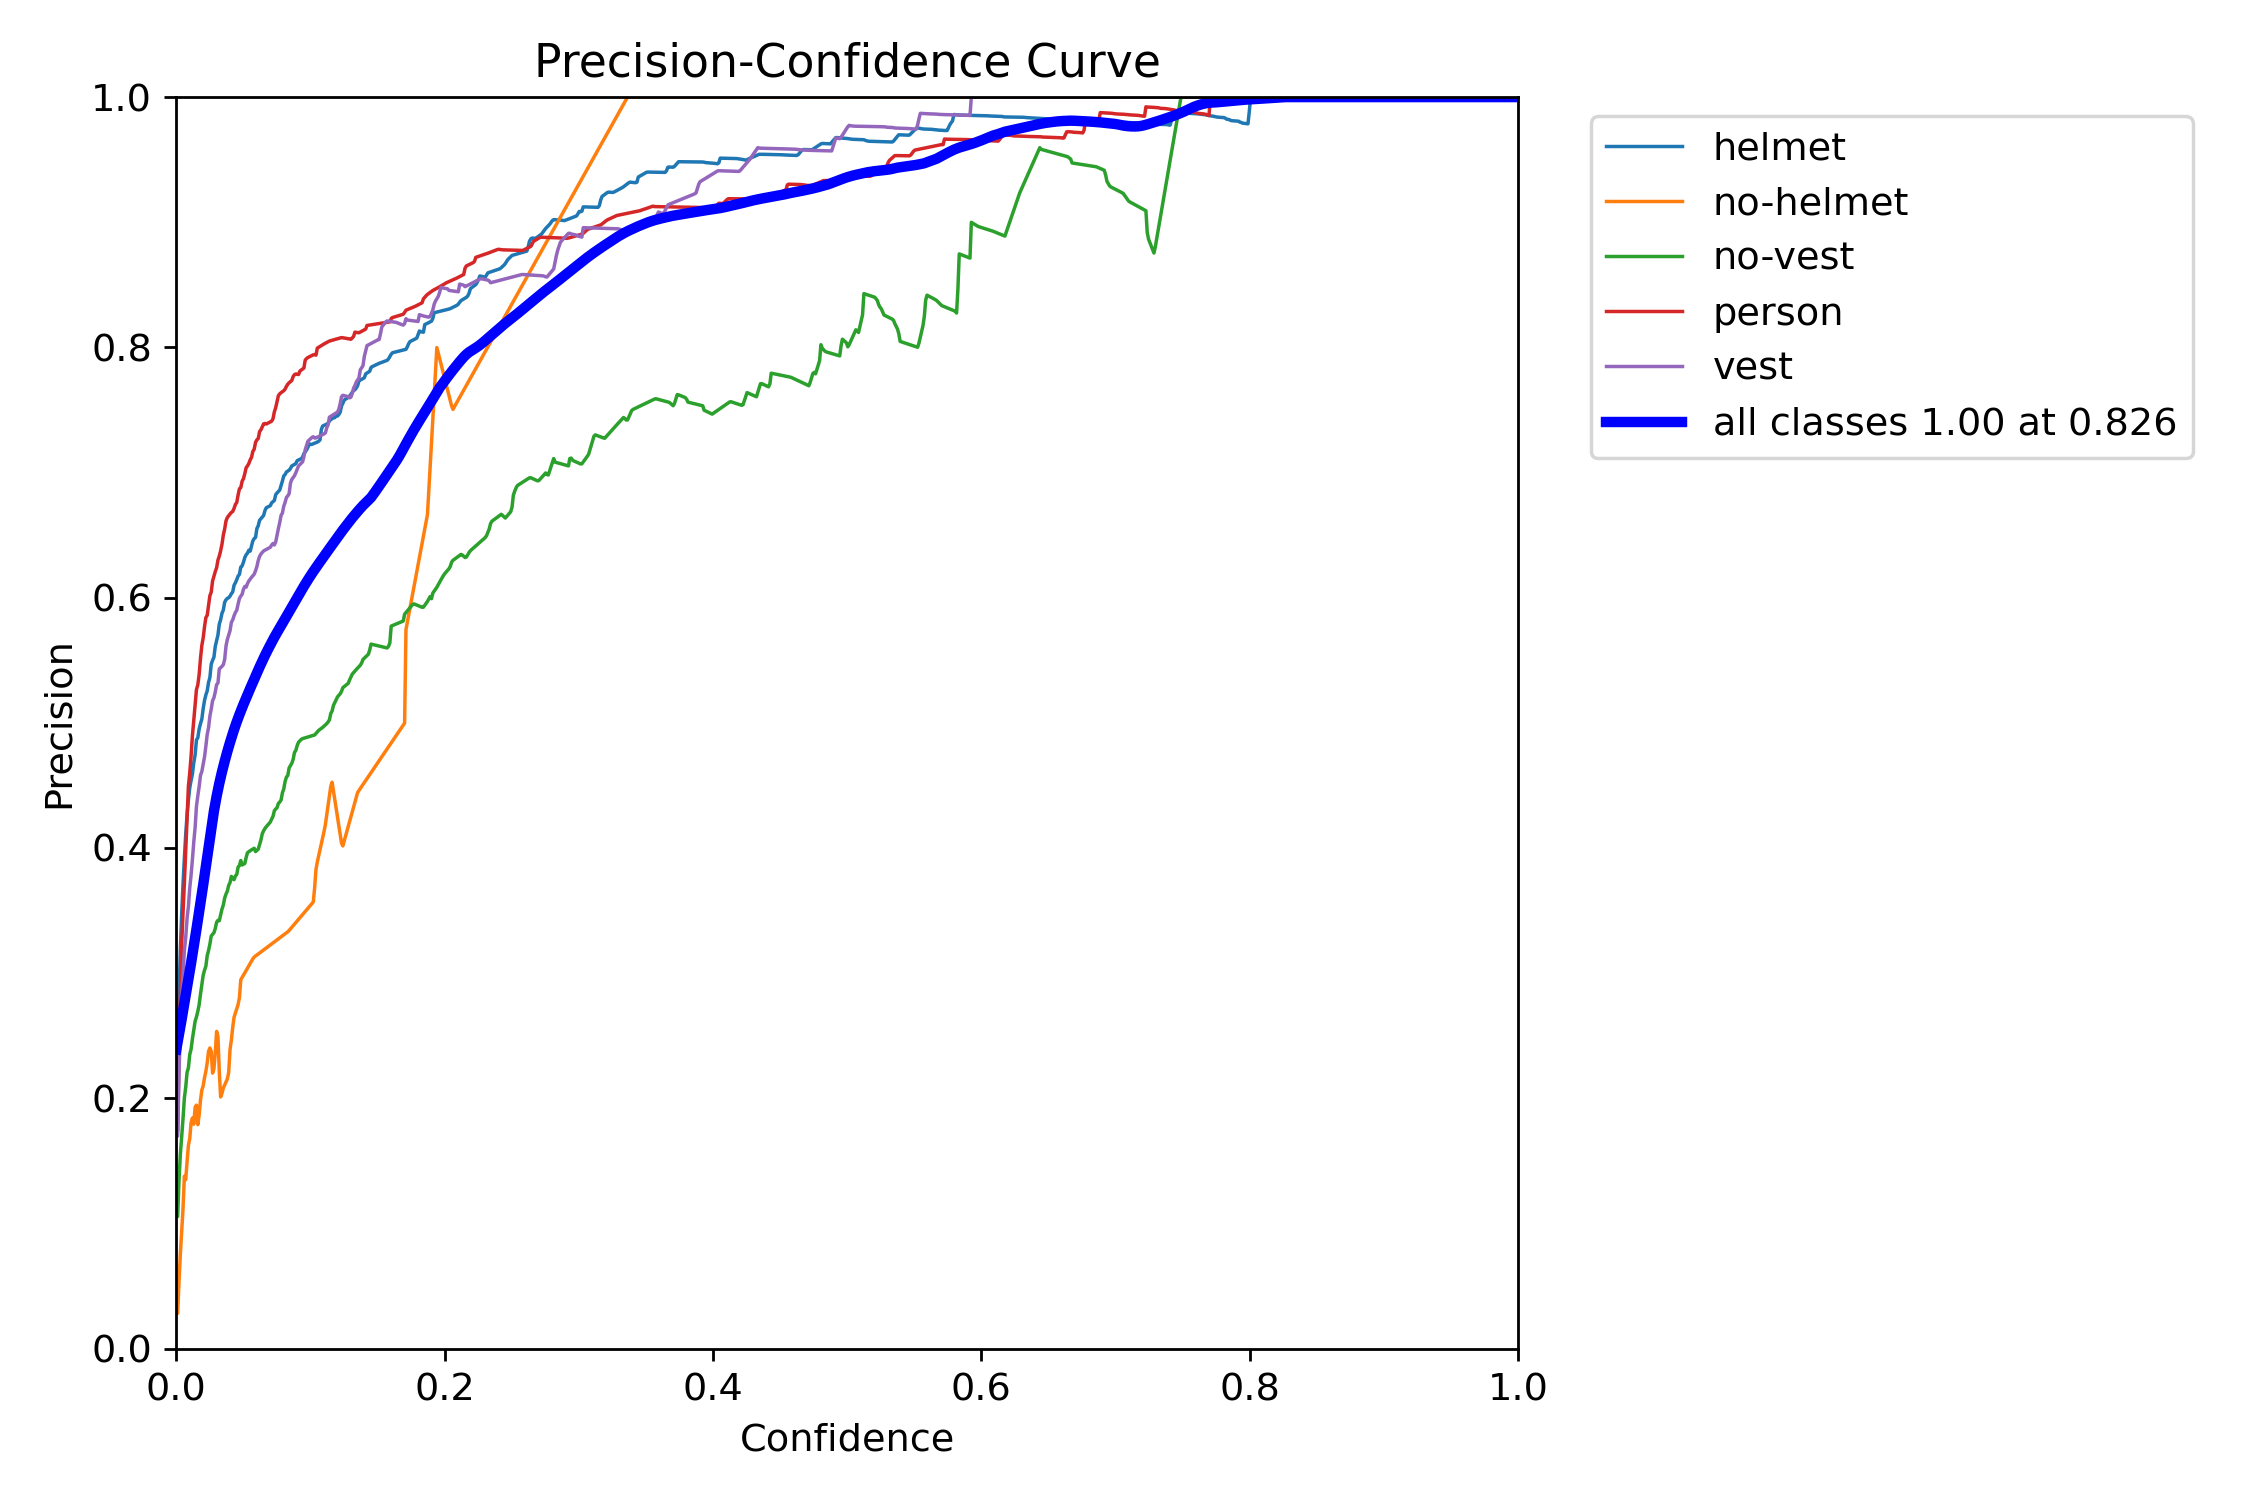 Precision-Confidence Curve
1.0
0.8
0.6
0.4
0.2
0.0
Precision
0.0 0.2 0.4 0.6 0.8 1.0
Confidence
helmet
no-helmet
no-vest
person
vest
all classes 1.00 at 0.826